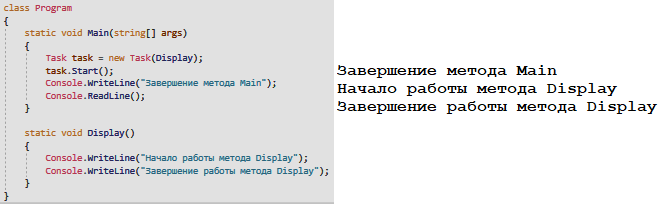 class Program
{
static void Main(string[] args)
{
Task task = new Task(Display);
task.Start();
Console.WriteLine("Завершение метода Main");
Console.ReadLine();
}
static void Display()
{
Console.WriteLine("Начало работы метода Display");
Console.WriteLine("Завершение работы метода Display");
}
}
Завершение метода Main
Начало работы метода Display
Завершение работы метода Display